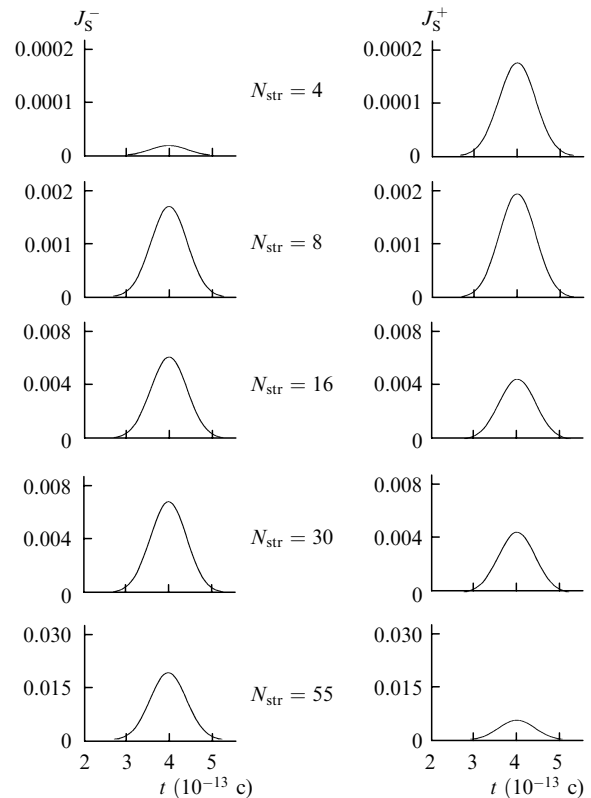 J_S^- J_S^+
0.0002 0.0002
0.0001 N_str = 4 0.0001
0 0
0.002 0.002
0.001 N_str = 8 0.001
0 0
0.008 0.008
0.004 N_str = 16 0.004
0 0
0.008 0.008
0.004 N_str = 30 0.004
0 0
0.030 0.030
0.015 N_str = 55 0.015
0 0
2 3 4 5 2 3 4 5
t (10^-13 c) t (10^-13 c)